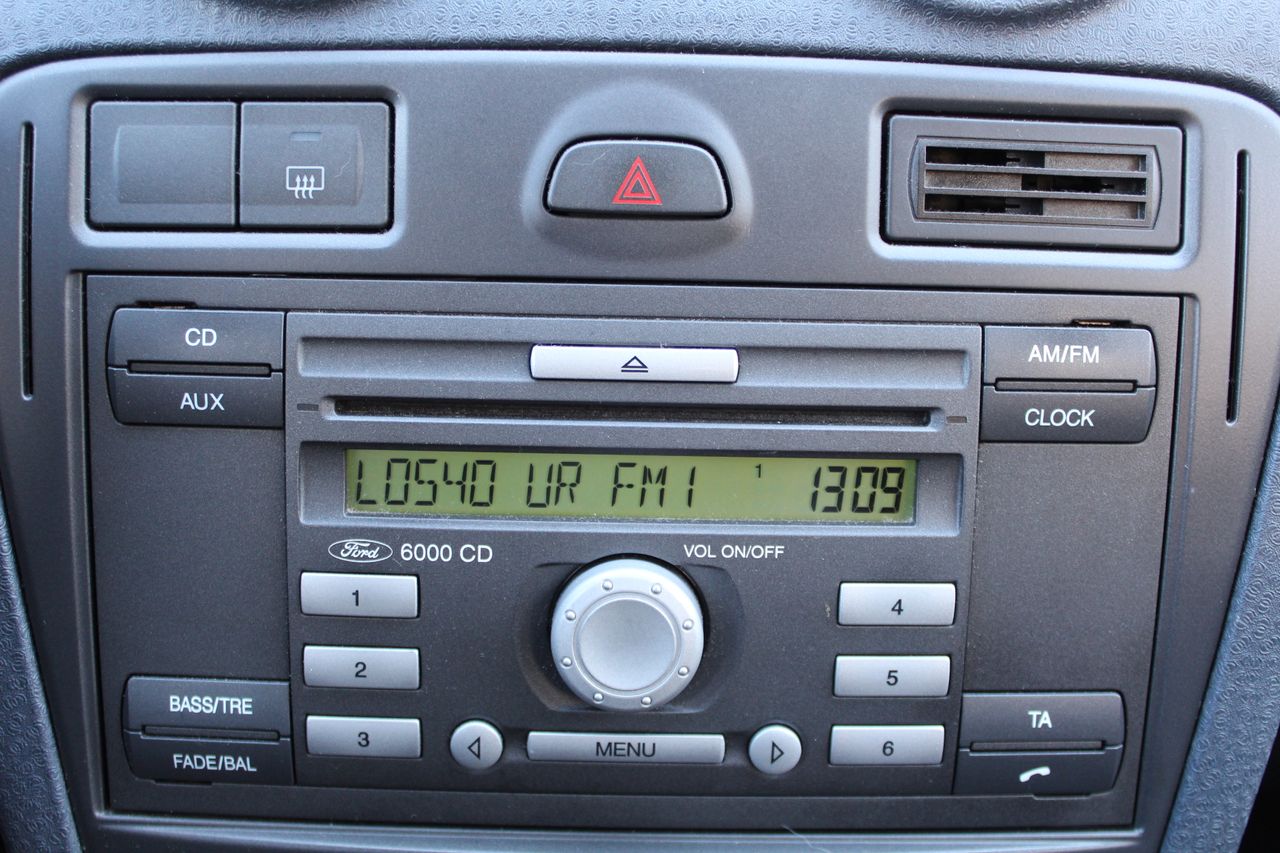 CD
AUX
AM/FM
CLOCK
LOS40 UR FM1 1 1309
Ford 6000 CD
VOL ON/OFF
1
2
3
4
5
6
BASS/TRE
FADE/BAL
MENU
TA